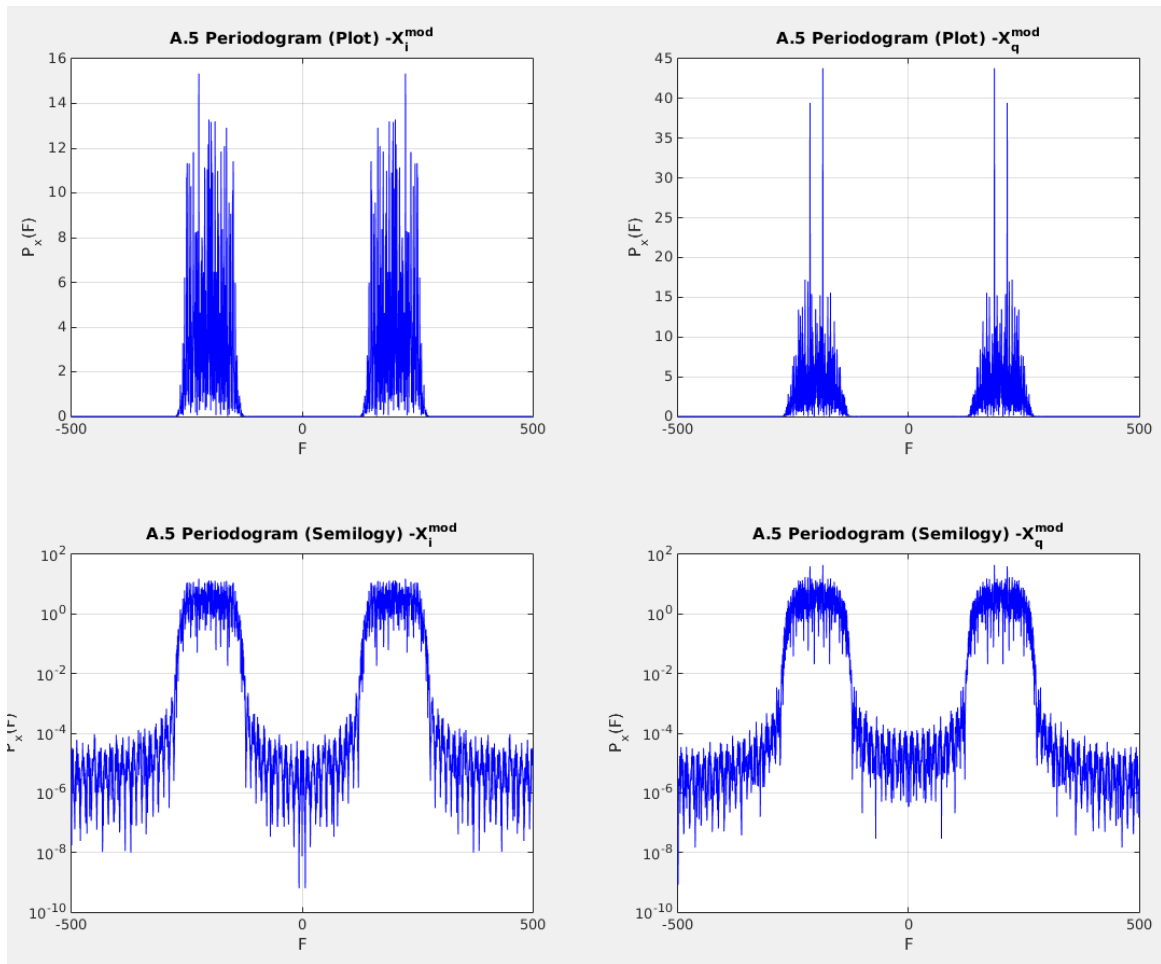 A.5 Periodogram (Plot) -X_i^mod
16
14
12
10
8
6
4
2
0
P_x(F)
-500 0 500
F
A.5 Periodogram (Plot) -X_q^mod
45
40
35
30
25
20
15
10
5
0
P_x(F)
-500 0 500
F
A.5 Periodogram (Semilogy) -X_i^mod
10^2
10^0
10^-2
10^-4
10^-6
10^-8
10^-10
P_x(F)
-500 0 500
F
A.5 Periodogram (Semilogy) -X_q^mod
10^2
10^0
10^-2
10^-4
10^-6
10^-8
10^-10
P_x(F)
-500 0 500
F